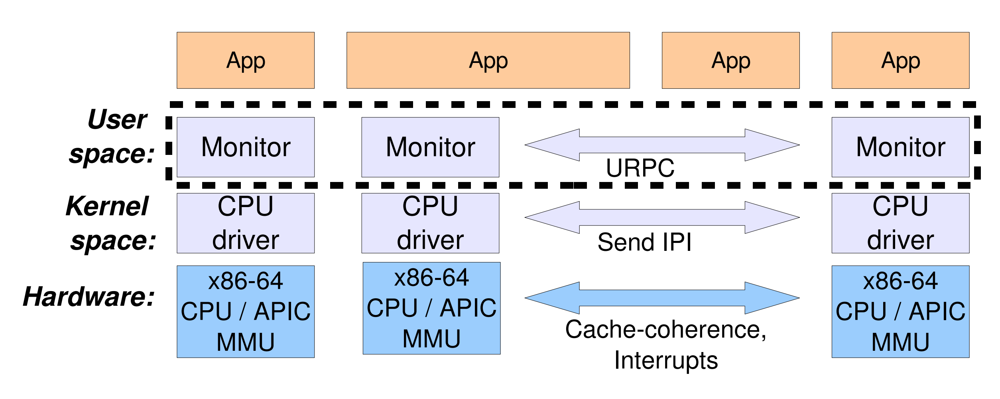 App
App
App
App
User
space:
Monitor
Monitor
Monitor
URPC
Kernel
space:
CPU
driver
CPU
driver
CPU
driver
Send IPI
Hardware:
x86-64
CPU / APIC
MMU
x86-64
CPU / APIC
MMU
x86-64
CPU / APIC
MMU
Cache-coherence,
Interrupts